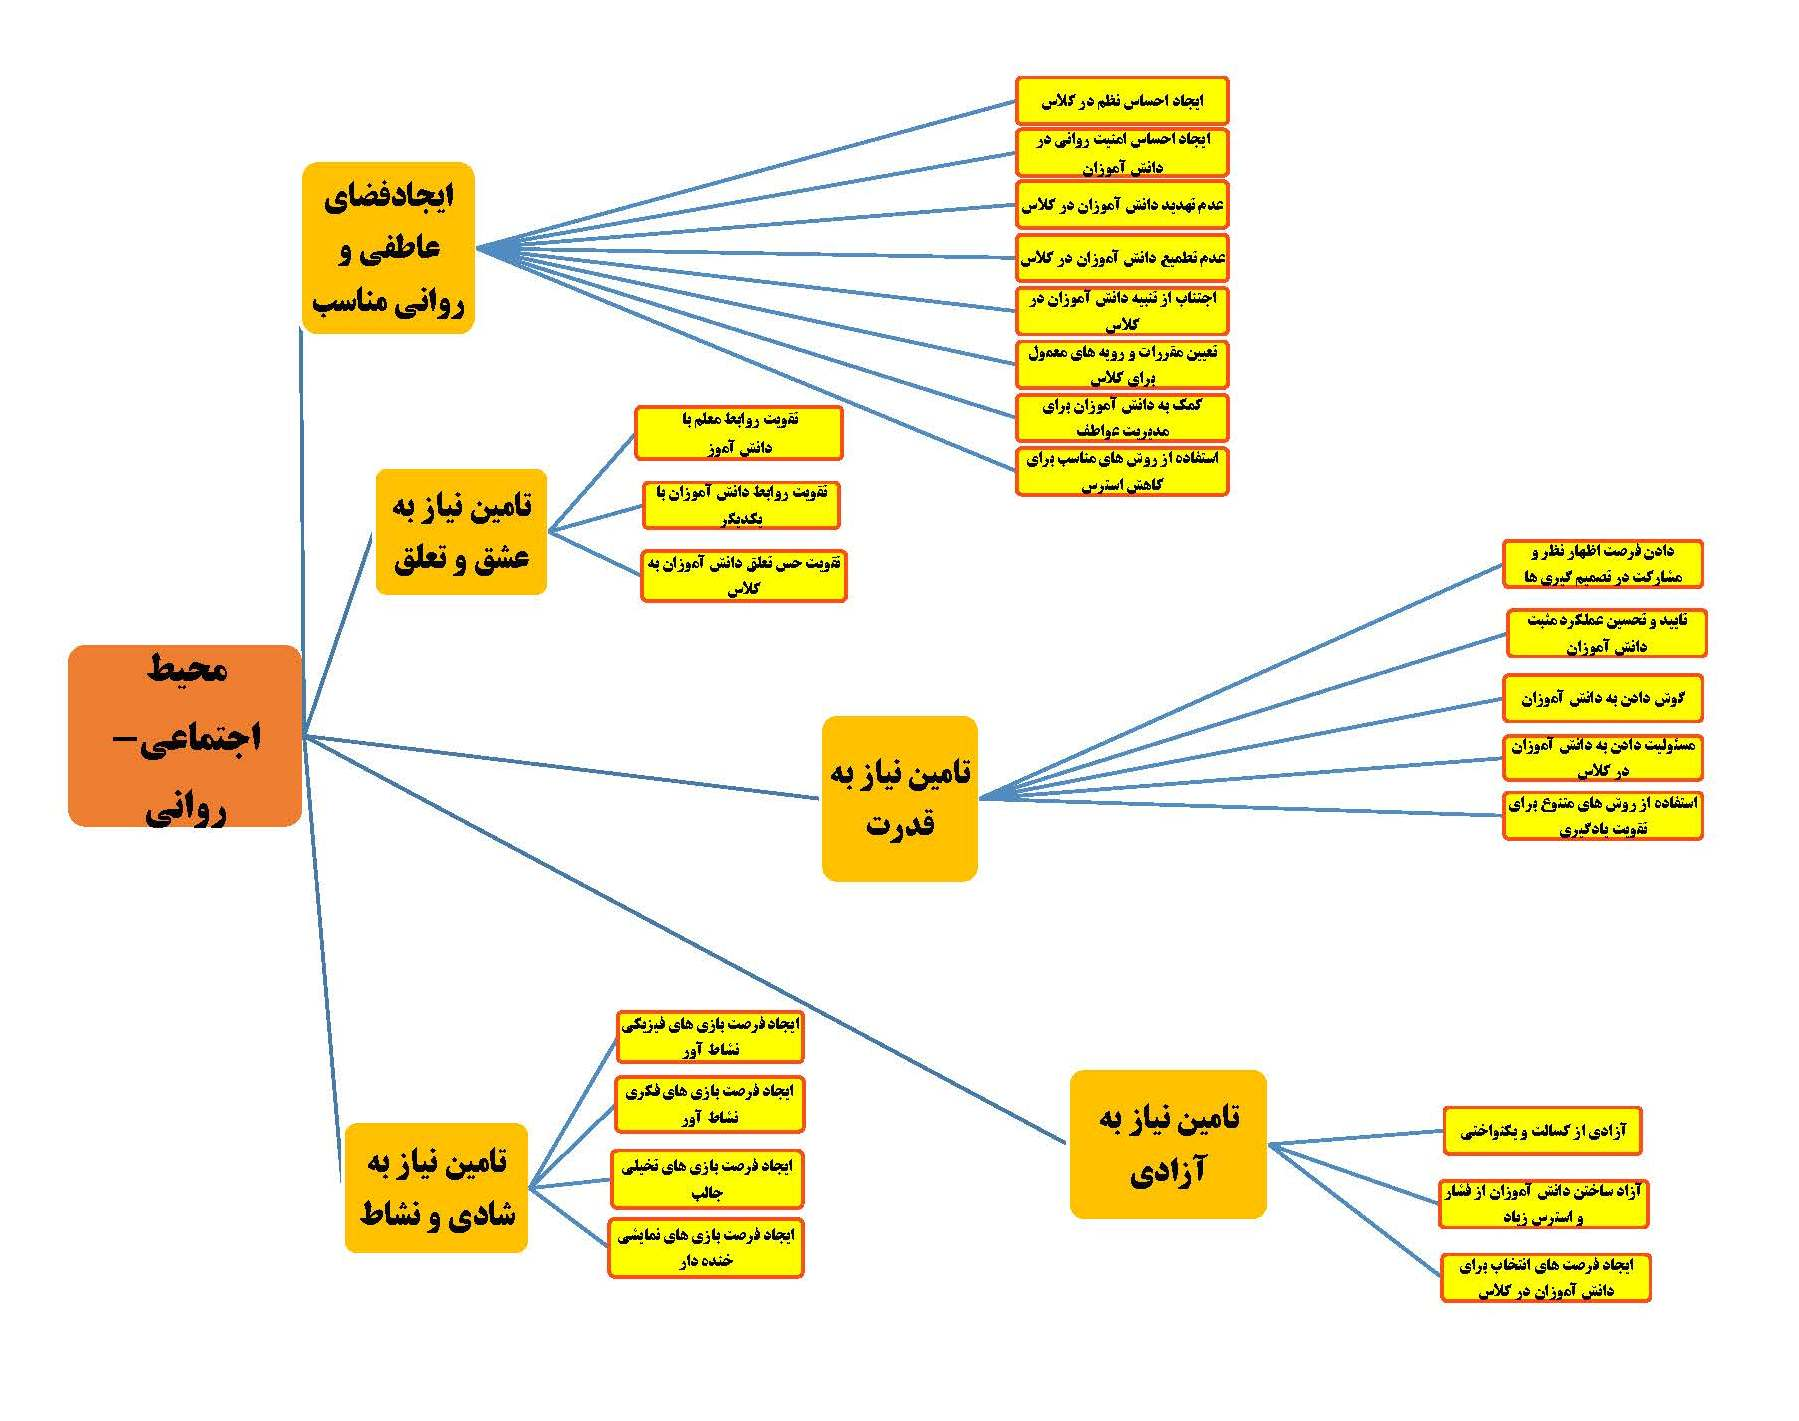 محیط
اجتماعی–
روانی
ایجادفضای
عاطفی و
روانی مناسب
ایجاد احساس نظم در کلاس
ایجاد احساس امنیت روانی در
دانش آموزان
عدم تهدید دانش آموزان در کلاس
عدم تطمیع دانش آموزان در کلاس
اجتناب از تنبیه دانش آموزان در
کلاس
تعیین مقررات و رویه های معمول
برای کلاس
کمک به دانش آموزان برای
مدیریت عواطف
استفاده از روش های مناسب برای
کاهش استرس
تامین نیاز به
عشق و تعلق
تقویت روابط معلم با
دانش آموز
تقویت روابط دانش آموزان با
یکدیگر
تقویت حس تعلق دانش آموزان به
کلاس
تامین نیاز به
قدرت
دادن فرصت اظهار نظر و
مشارکت در تصمیم گیری ها
تایید و تحسین عملکرد مثبت
دانش آموزان
گوش دادن به دانش آموزان
مسئولیت دادن به دانش آموزان
در کلاس
استفاده از روش های متنوع برای
تقویت یادگیری
تامین نیاز به
آزادی
آزادی از کسالت و یکنواختی
آزاد ساختن دانش آموزان از فشار
و استرس زیاد
ایجاد فرصت های انتخاب برای
دانش آموزان در کلاس
تامین نیاز به
شادی و نشاط
ایجاد فرصت بازی های فیزیکی
نشاط آور
ایجاد فرصت بازی های فکری
نشاط آور
ایجاد فرصت بازی های تخیلی
جالب
ایجاد فرصت بازی های نمایشی
خنده دار